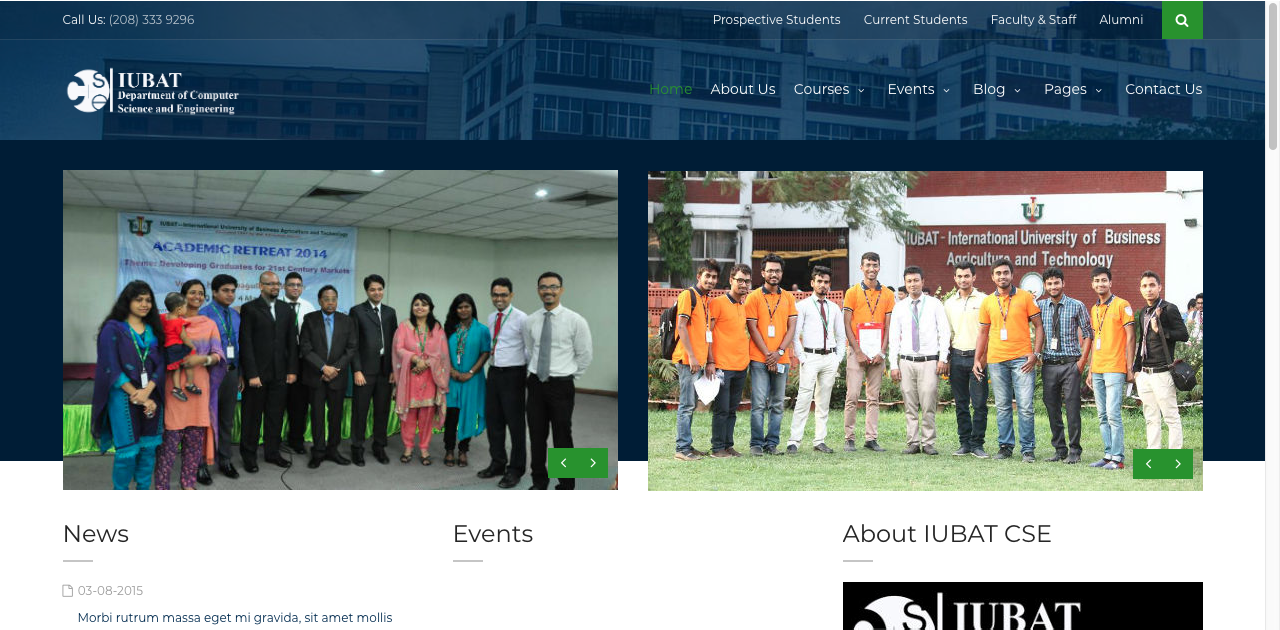 Call Us: (208) 333 9296
Prospective Students
Current Students
Faculty & Staff
Alumni
IUBAT
Department of Computer
Science and Engineering
Home
About Us
Courses
Events
Blog
Pages
Contact Us
IUBAT - International University of Business Agriculture and Technology
ACADEMIC RETREAT 2014
Theme: Developing Graduates for 21st Century Markets
IUBAT - International University of Business
Agriculture and Technology
News
Events
About IUBAT CSE
03-08-2015
Morbi rutrum massa eget mi gravida, sit amet mollis
IUBAT